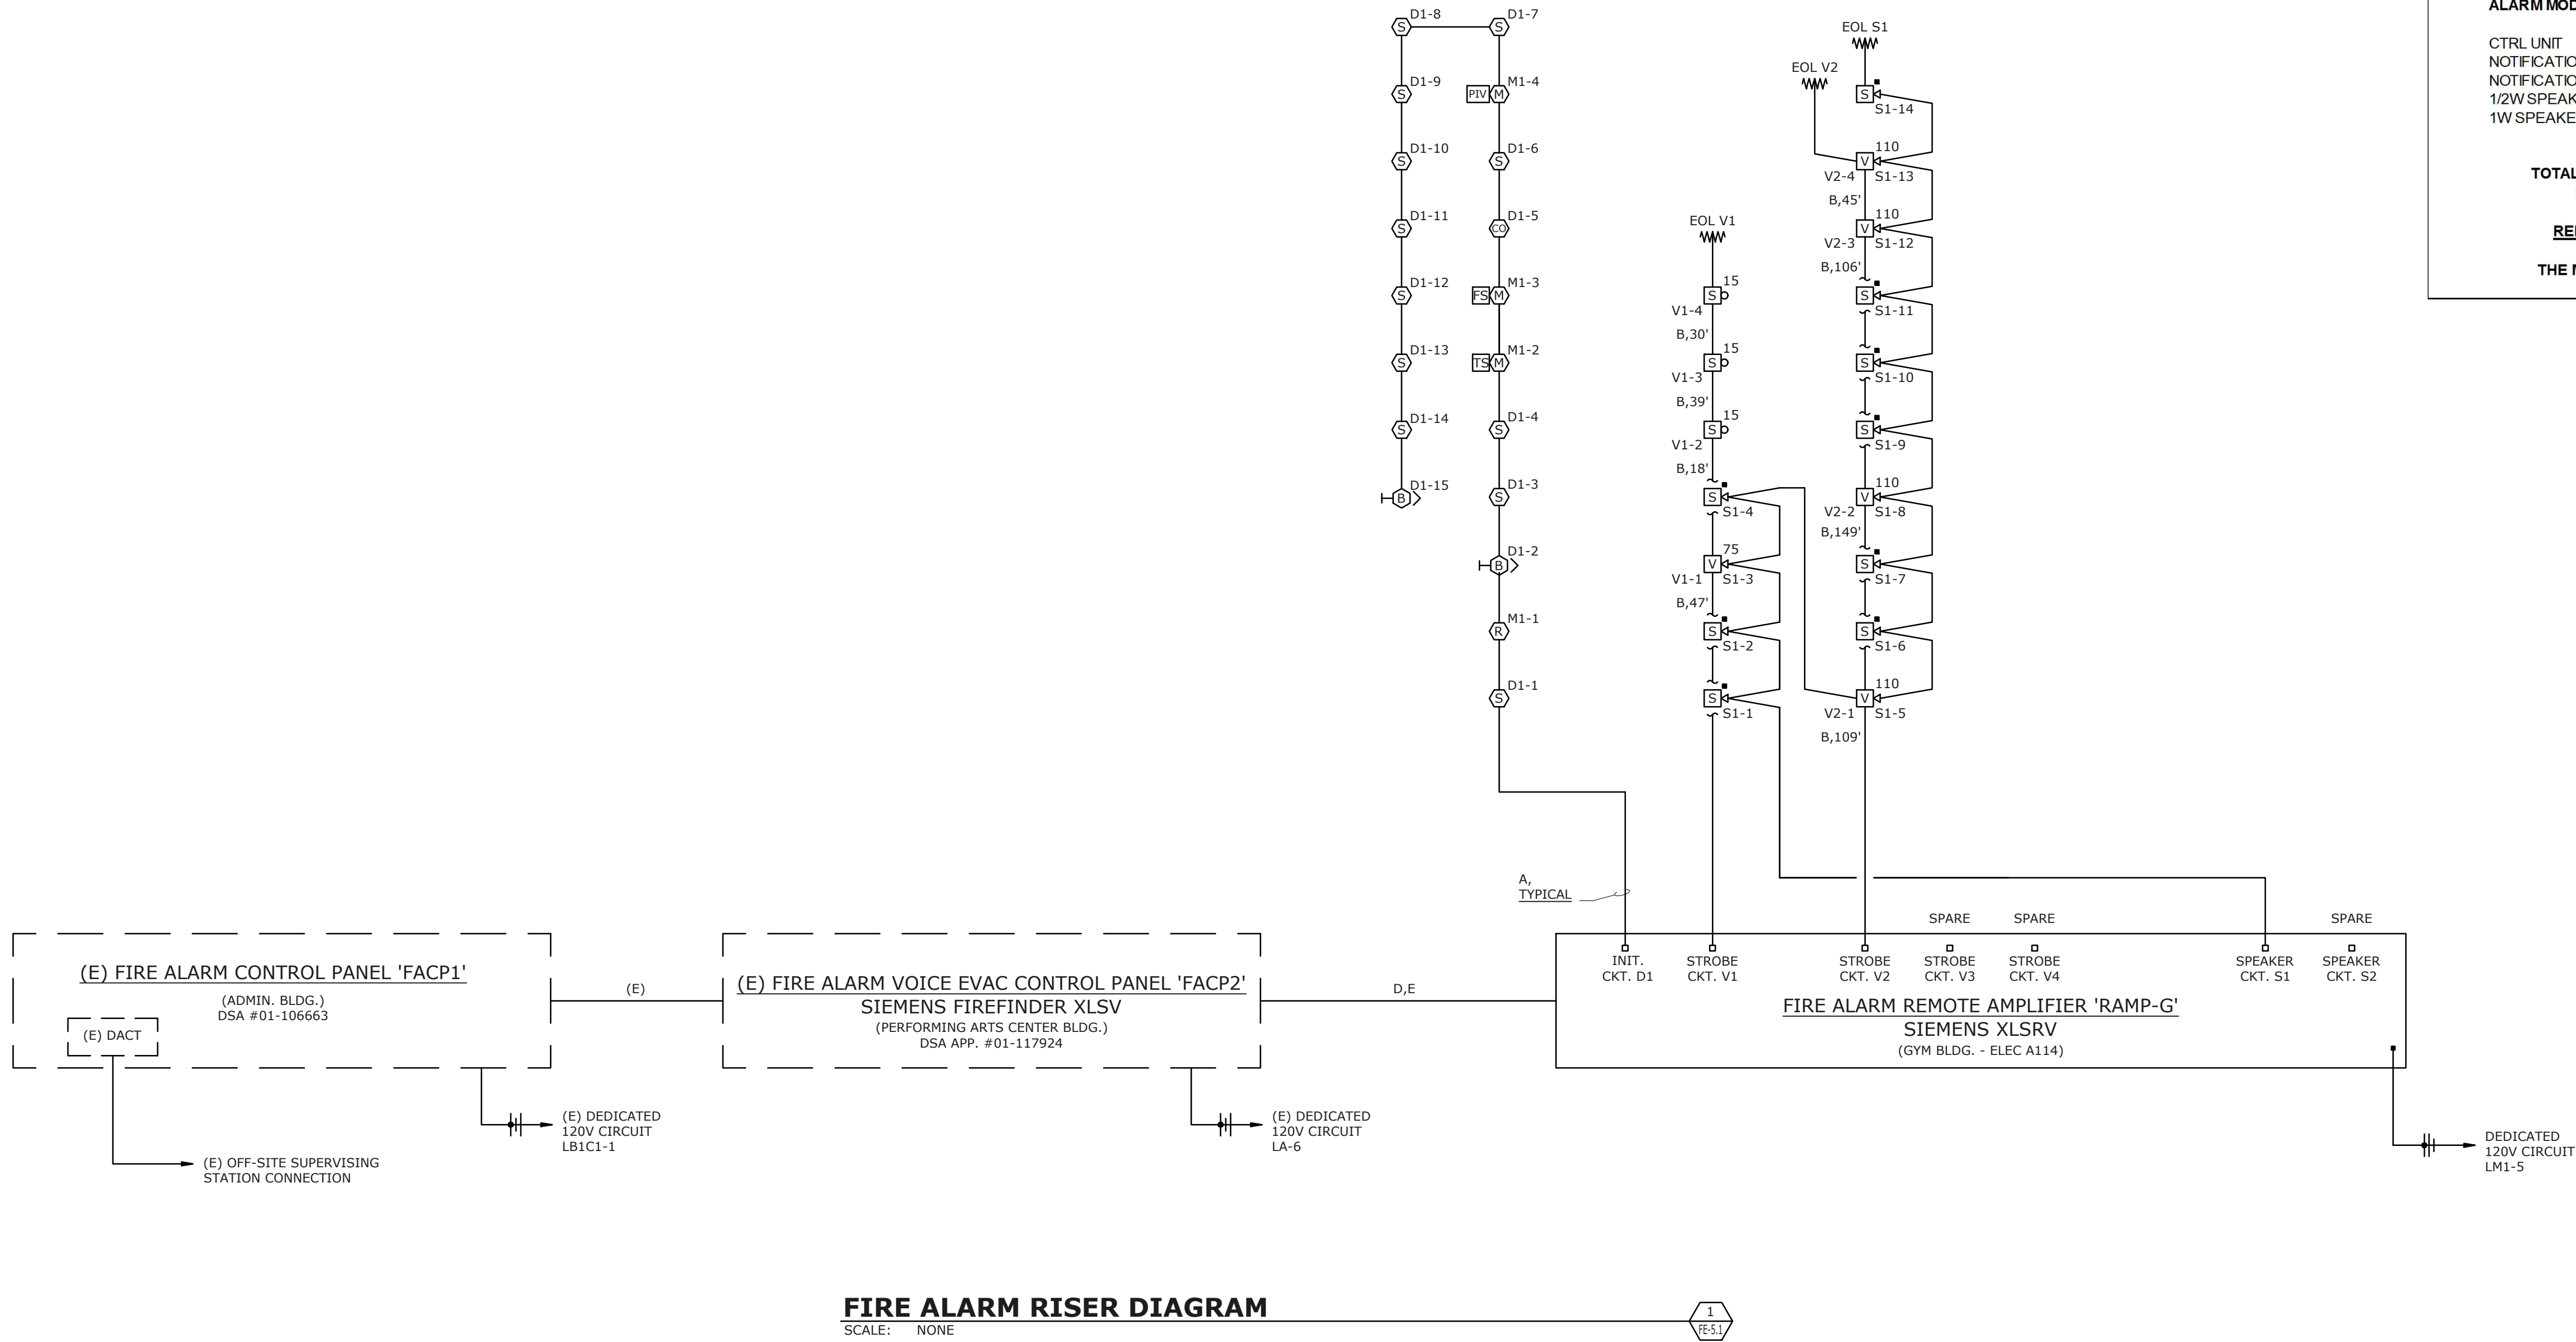 ALARM MOD
CTRL UNIT
NOTIFICATIO
NOTIFICATIO
1/2W SPEAK
1W SPEAKE
TOTAL
THE
D1-8
D1-7
D1-9
PIV
M1-4
D1-10
D1-6
D1-11
D1-5
CO
D1-12
M1-3
FS
M
D1-13
M1-2
TS
M
D1-14
D1-4
D1-15
B
D1-3
D1-2
B
M1-1
R
D1-1
S
EOL V1
15
S
V1-4
B,30'
15
S
V1-3
B,39'
15
S
V1-2
B,18'
S
S1-4
75
V
V1-1 S1-3
B,47'
S
S1-2
S
S1-1
EOL S1
EOL V2
S
S1-14
110
V
V2-4 S1-13
B,45'
110
V
V2-3 S1-12
B,106'
S
S1-11
S
S1-10
S
S1-9
110
V
V2-2 S1-8
B,149'
S
S1-7
S
S1-6
110
V
V2-1 S1-5
B,109'
A,
TYPICAL
SPARE SPARE SPARE
INIT.
CKT. D1
STROBE
CKT. V1
STROBE
CKT. V2
STROBE
CKT. V3
STROBE
CKT. V4
SPEAKER
CKT. S1
SPEAKER
CKT. S2
(E) FIRE ALARM CONTROL PANEL 'FACP1'
(ADMIN. BLDG.)
DSA #01-106663
(E) DACT
(E)
(E) FIRE ALARM VOICE EVAC CONTROL PANEL 'FACP2'
SIEMENS FIREFINDER XLSV
(PERFORMING ARTS CENTER BLDG.)
DSA APP. #01-117924
D,E
FIRE ALARM REMOTE AMPLIFIER 'RAMP-G'
SIEMENS XLSRV
(GYM BLDG. - ELEC A114)
(E) DEDICATED
120V CIRCUIT
LB1C1-1
(E) OFF-SITE SUPERVISING
STATION CONNECTION
(E) DEDICATED
120V CIRCUIT
LA-6
DEDICATED
120V CIRCUIT
LM1-5
FIRE ALARM RISER DIAGRAM
SCALE: NONE
1
FE-5.1